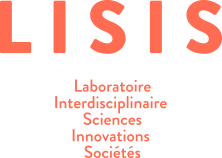 LISIS
Laboratoire
Interdisciplinaire
Sciences
Innovations
Sociétés